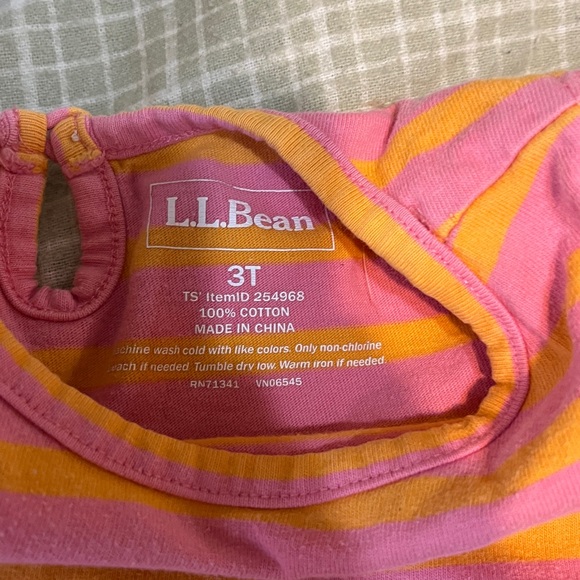 L.L.Bean
3T
TS' ItemID 254968
100% COTTON
MADE IN CHINA
wash cold with like colors. Only non-chlorine
if needed Tumble dry low. Warm iron if needed.
RN71341 VN06545